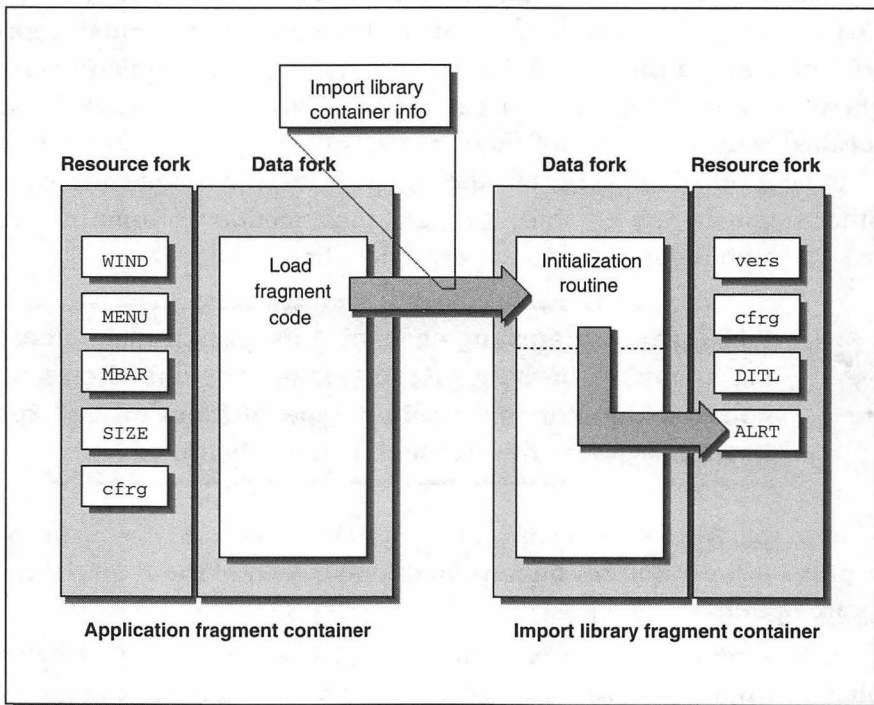 Import library
container info
Resource fork
Data fork
Data fork
Resource fork
WIND
MENU
MBAR
SIZE
cfrg
Load
fragment
code
Initialization
routine
vers
cfrg
DITL
ALRT
Application fragment container
Import library fragment container